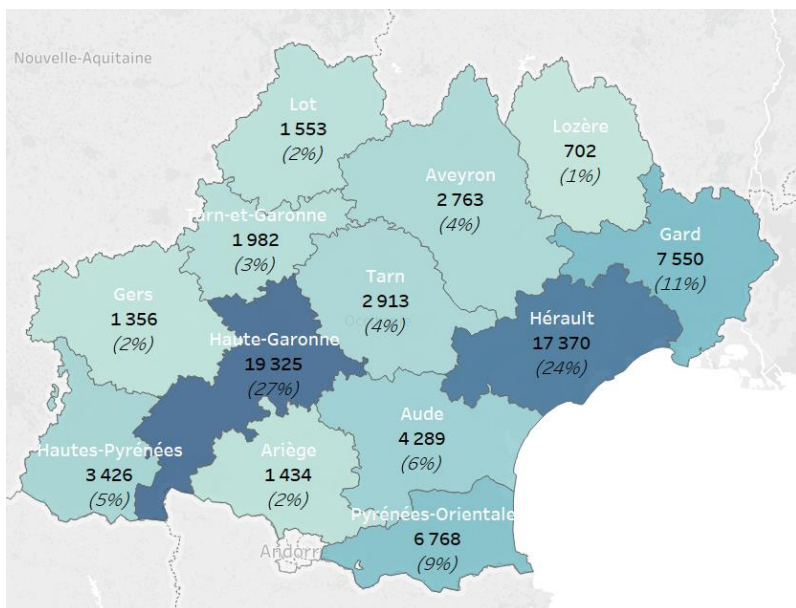 Nouvelle-Aquitaine
Lot
1 553
(2%)
Lozère
702
(1%)
Aveyron
2 763
(4%)
Tarn-et-Garonne
1 982
(3%)
Gard
7 550
(11%)
Tarn
2 913
(4%)
Gers
1 356
(2%)
Hérault
17 370
(24%)
Haute-Garonne
19 325
(27%)
Aude
4 289
(6%)
Hautes-Pyrénées
3 426
(5%)
Ariège
1 434
(2%)
Pyrénées-Orientale
6 768
(9%)
Andorr